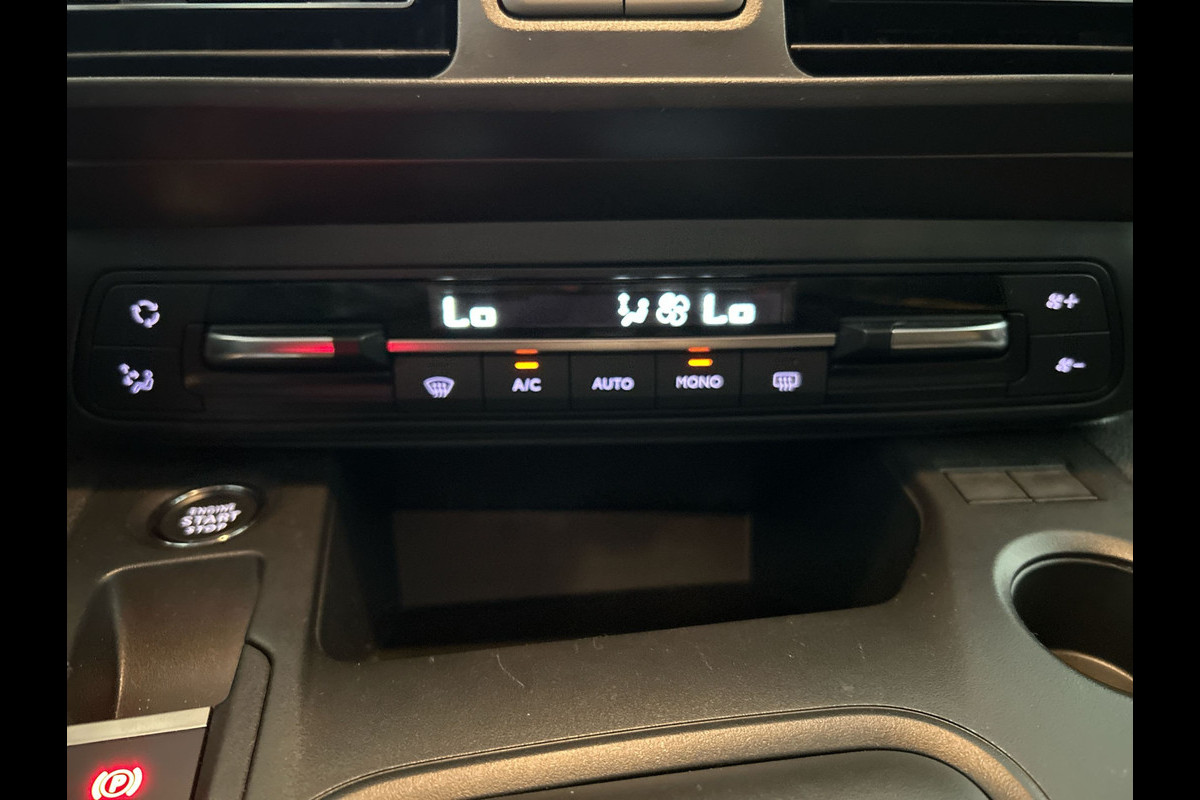 Lo Lo
A/C AUTO MONO
ENGINE
START
STOP
P